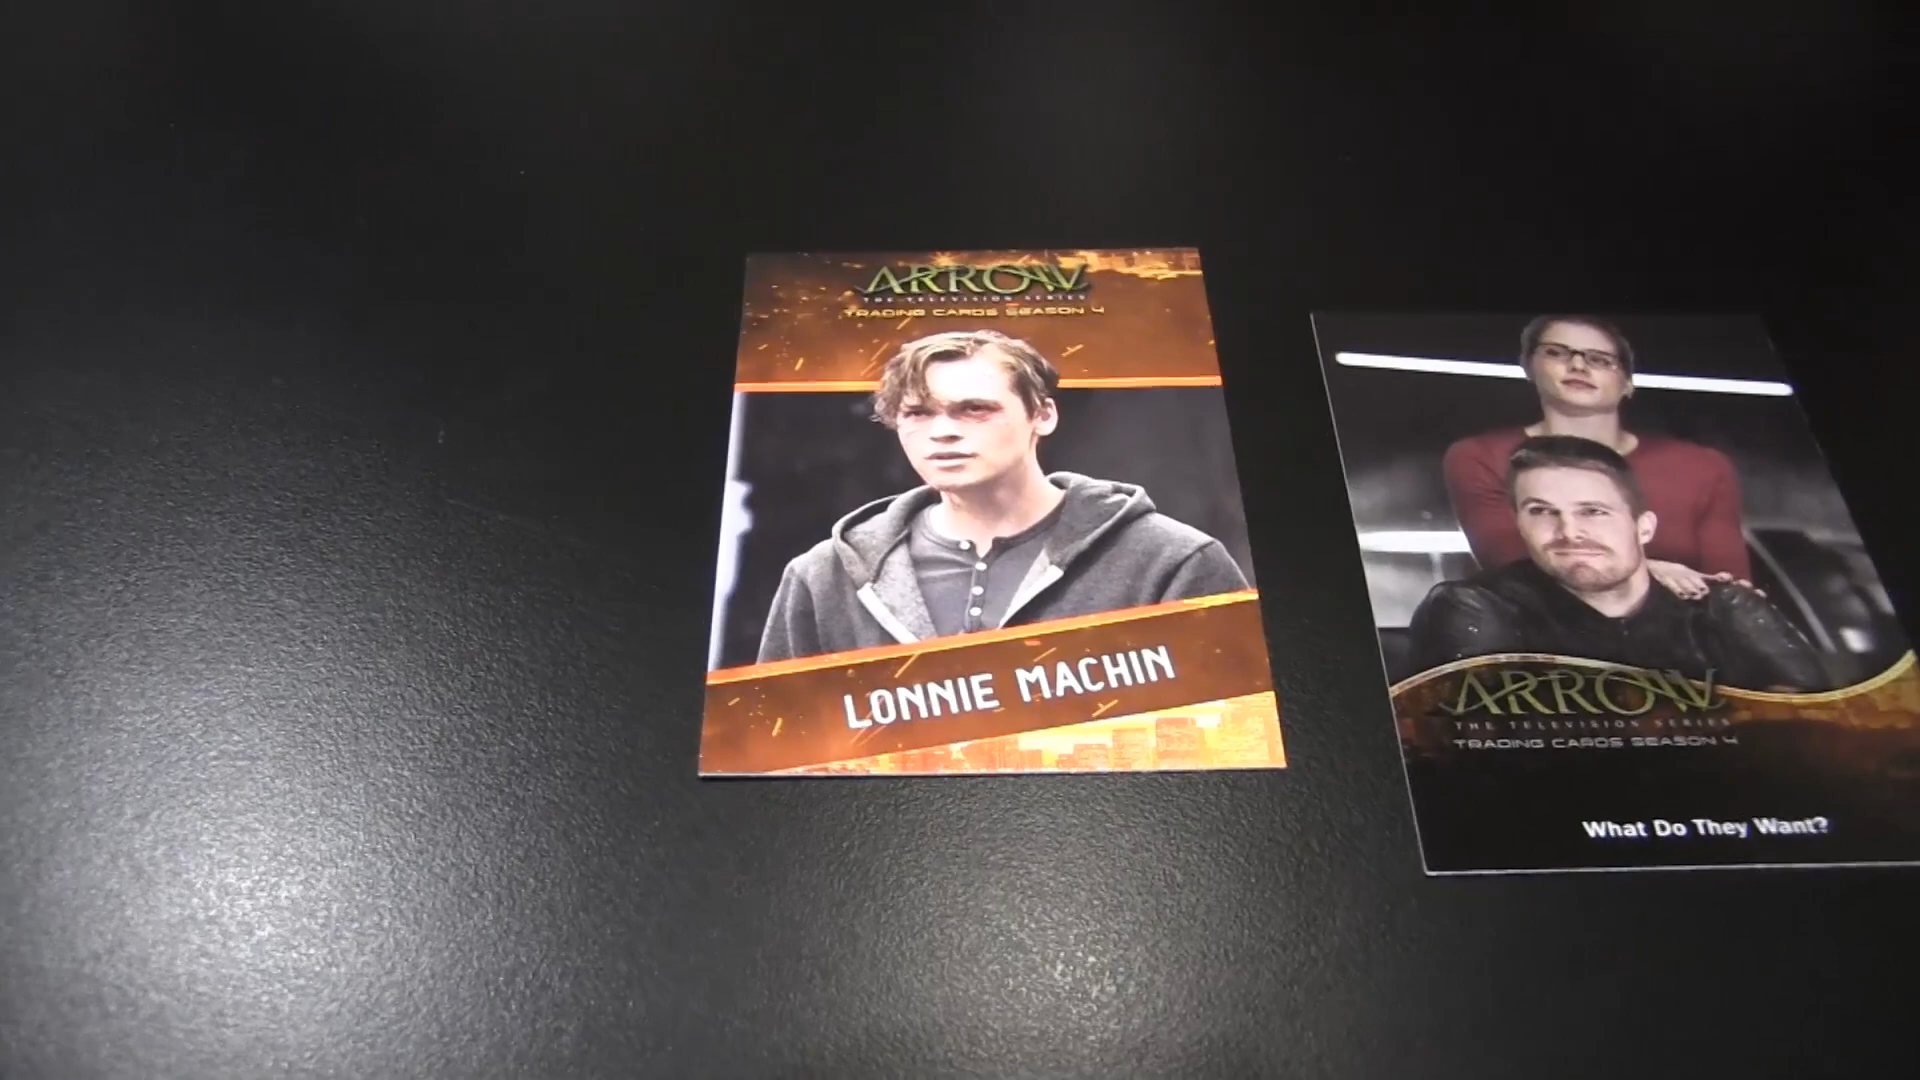 ARROW
THE TELEVISION SERIES
TRADING CARDS SEASON 4
LONNIE MACHIN
ARROW
THE TELEVISION SERIES
TRADING CARDS SEASON 4
What Do They Want?